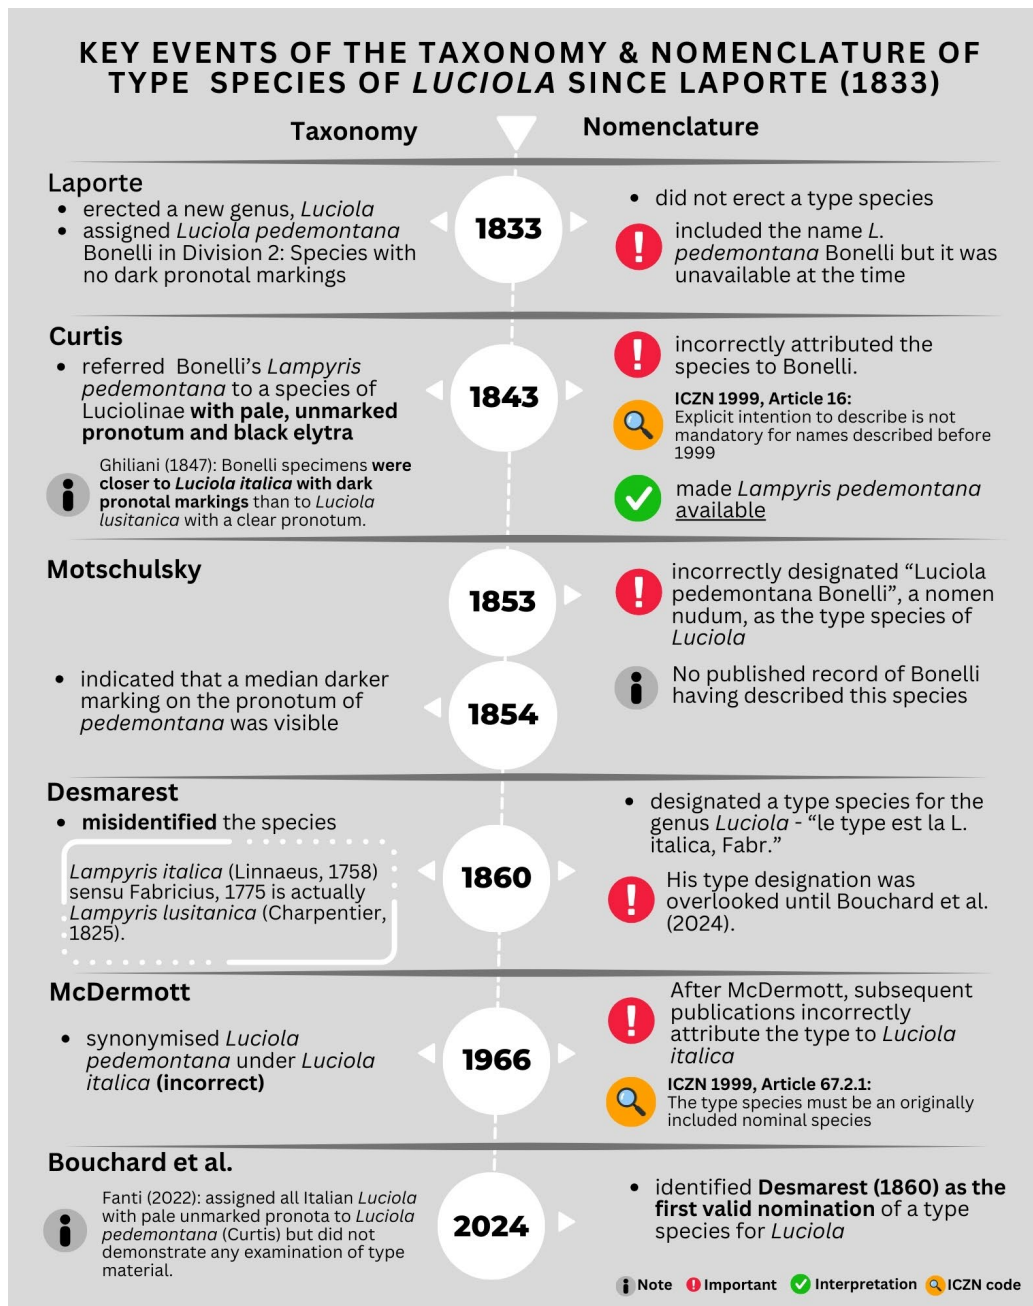 KEY EVENTS OF THE TAXONOMY & NOMENCLATURE OF
TYPE SPECIES OF LUCIOLA SINCE LAPORTE (1833)
Taxonomy
Nomenclature
Laporte
• erected a new genus, Luciola
• assigned Luciola pedemontana
Bonelli in Division 2: Species with
no dark pronotal markings
1833
• did not erect a type species
included the name L.
pedemontana Bonelli but it was
unavailable at the time
Curtis
• referred Bonelli’s Lampyris
pedemontana to a species of
Luciolinae with pale, unmarked
pronotum and black elytra
Ghiliani (1847): Bonelli specimens were
closer to Luciola italica with dark
pronotal markings than to Luciola
lusitanica with a clear pronotum.
1843
incorrectly attributed the
species to Bonelli.
ICZN 1999, Article 16:
Explicit intention to describe is not
mandatory for names described before
1999
made Lampyris pedemontana
available
Motschulsky
1853
incorrectly designated “Luciola
pedemontana Bonelli”, a nomen
nudum, as the type species of
Luciola
No published record of Bonelli
having described this species
• indicated that a median darker
marking on the pronotum of
pedemontana was visible
1854
Desmarest
• misidentified the species
Lampyris italica (Linnaeus, 1758)
sensu Fabricius, 1775 is actually
Lampyris lusitanica (Charpentier,
1825).
1860
• designated a type species for the
genus Luciola - “le type est la L.
italica, Fabr.”
His type designation was
overlooked until Bouchard et al.
(2024).
McDermott
• synonymised Luciola
pedemontana under Luciola
italica (incorrect)
1966
After McDermott, subsequent
publications incorrectly
attribute the type to Luciola
italica
ICZN 1999, Article 67.2.1:
The type species must be an originally
included nominal species
Bouchard et al.
Fanti (2022): assigned all Italian Luciola
with pale unmarked pronota to Luciola
pedemontana (Curtis) but did not
demonstrate any examination of type
material.
2024
• identified Desmarest (1860) as the
first valid nomination of a type
species for Luciola
Note Important Interpretation ICZN code